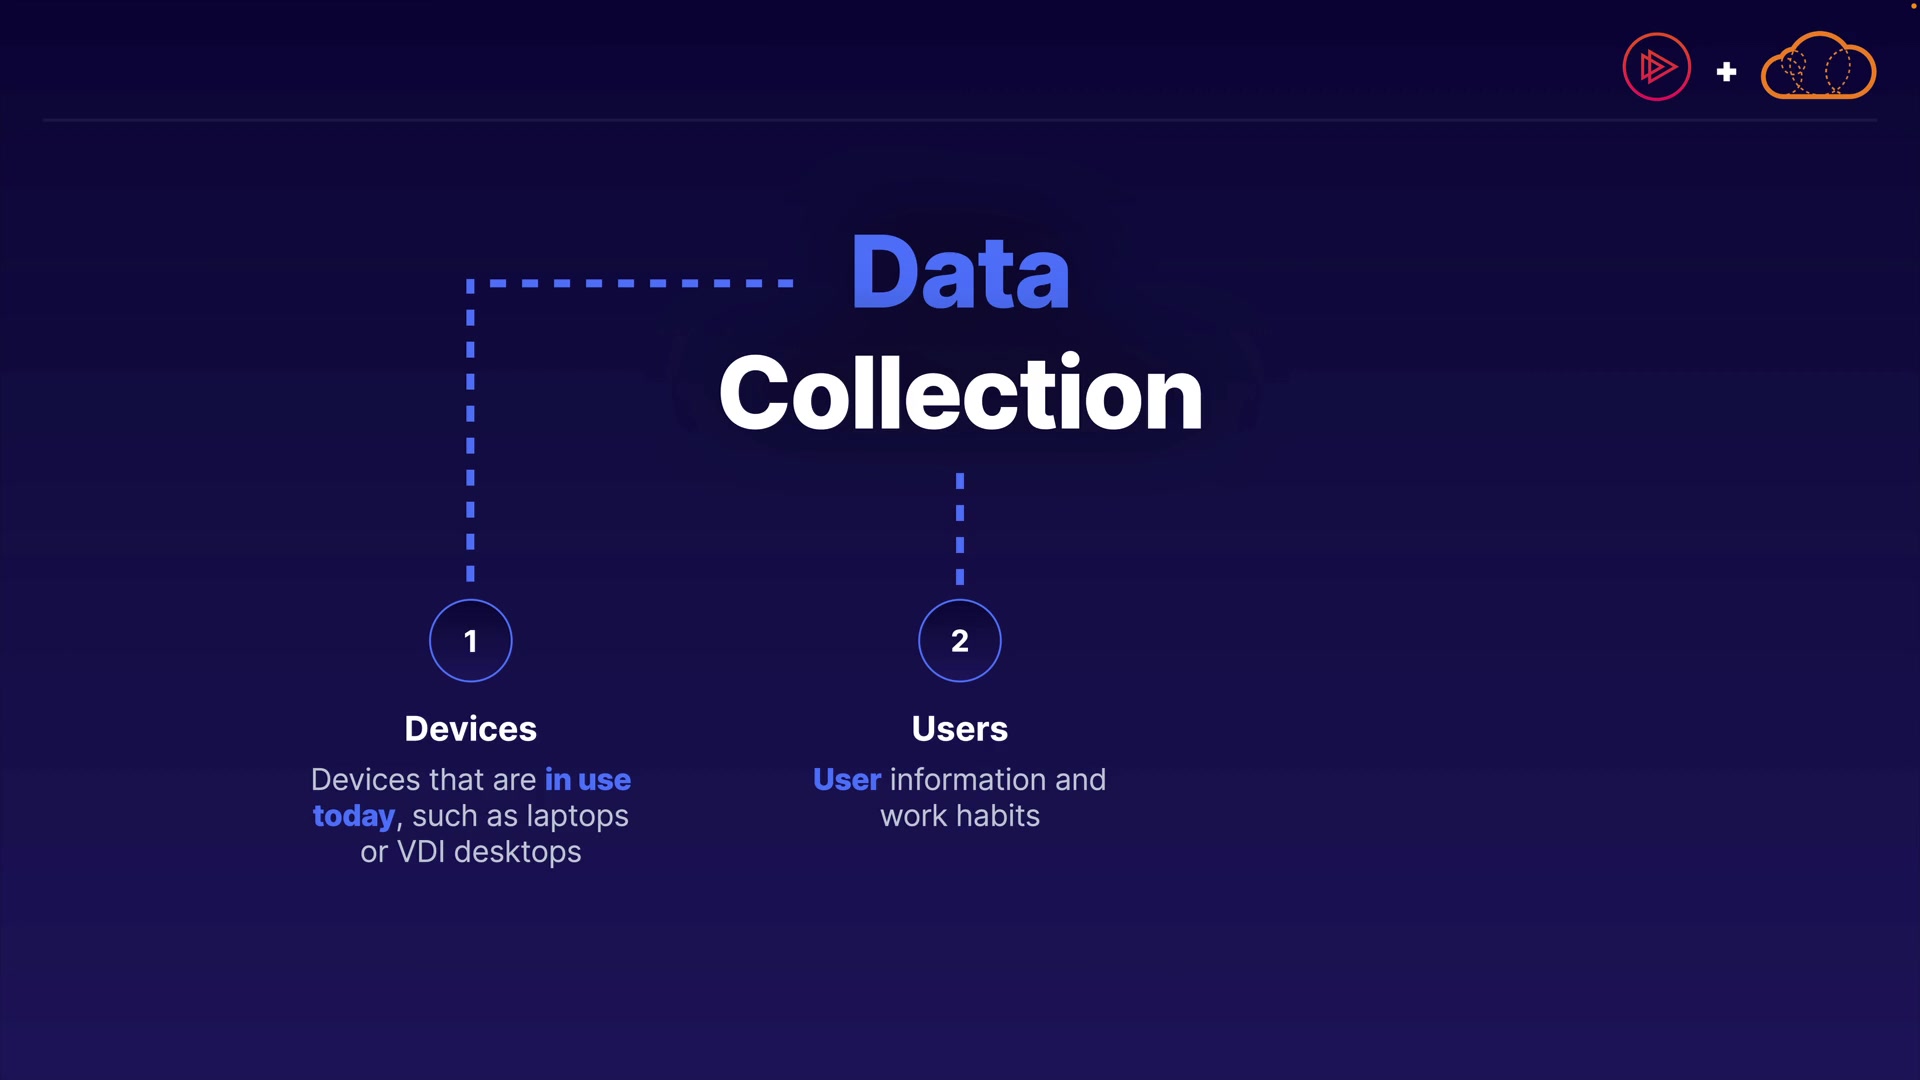 Data
Collection
1
Devices
Devices that are in use
today, such as laptops
or VDI desktops
2
Users
User information and
work habits